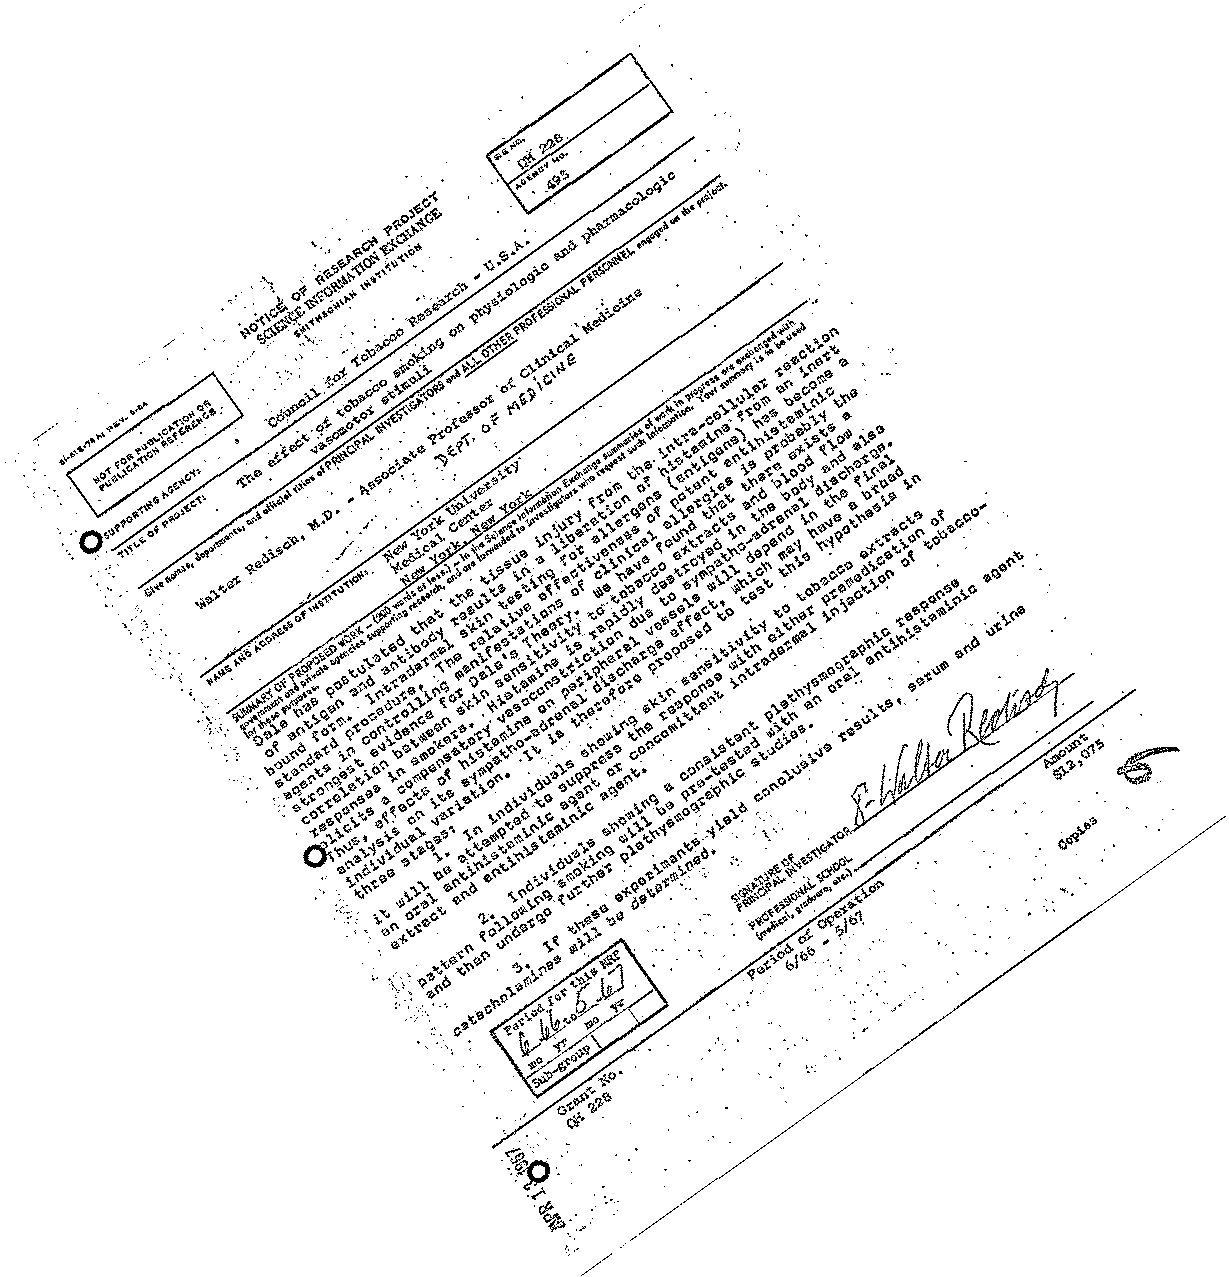 SI-SIE-78A( REV. 5-64
NOT FOR PUBLICATION OR
PUBLICATION REFERENCE
NOTICE OF RESEARCH PROJECT
SCIENCE INFORMATION EXCHANGE
SMITHSONIAN INSTITUTION
SIE NO.
QH 228
AGENCY NO.
493
SUPPORTING AGENCY:
Council for Tobacco Research - U.S.A.
TITLE OF PROJECT:
The effect of tobacco smoking on physiologic and pharmacologic
vasomotor stimuli
Give names, departments, and official titles of PRINCIPAL INVESTIGATORS and ALL OTHER PROFESSIONAL PERSONNEL engaged on the project.
Walter Redisch, M.D. - Associate Professor of Clinical Medicine
DEPT. OF MEDICINE
NAME AND ADDRESS OF INSTITUTION:
New York University
Medical Center
New York, New York
SUMMARY OF PROPOSED WORK - (200 words or less.) - In the Science Information Exchange summaries of work in progress are exchanged with
government and private agencies supporting research, and are forwarded to investigators who request such information. Your summary is to be used
for these purposes.
Dale has postulated that the tissue injury from the intra-cellular reaction
of antigen and antibody results in a liberation of histamine from an inert
bound form. Intradermal skin testing for allergens (antigens) has become a
standard procedure. The relative effectiveness of potent antihistaminic
agents in controlling manifestations of clinical allergies is probably the
strongest evidence for Dale's theory. We have found that there exists a
correlation between skin sensitivity to tobacco extracts and blood flow
responses in smokers. Histamine is rapidly destroyed in the body and also
elicits a compensatory vasoconstriction due to sympatho-adrenal discharge.
Thus, effects of histamine on peripheral vessels will depend in the final
analysis on its sympatho-adrenal discharge effect, which may have a broad
individual variation. It is therefore proposed to test this hypothesis in
three stages:
1. In individuals showing skin sensitivity to tobacco extracts
it will be attempted to suppress the response with either premedication of
an oral antihistaminic agent or concomittent intradermal injection of tobacco-
extract and antihistaminic agent.
2. Individuals showing a consistent plethysmographic response
pattern following smoking will be pre-tested with an oral antihistaminic agent
and then undergo further plethysmographic studies.
3. If these experiments yield conclusive results, serum and urine
catecholamines will be determined.
Period for this NRP
6 66 to 5 67
mo yr mo yr
Sub-group
SIGNATURE OF
PRINCIPAL INVESTIGATOR
Walter Redisch
PROFESSIONAL SCHOOL
(medical, graduate, etc.)
Grant No.
QH 228
Period of Operation
6/66 - 5/67
Amount
$12,075
Copies
APR 13 1967